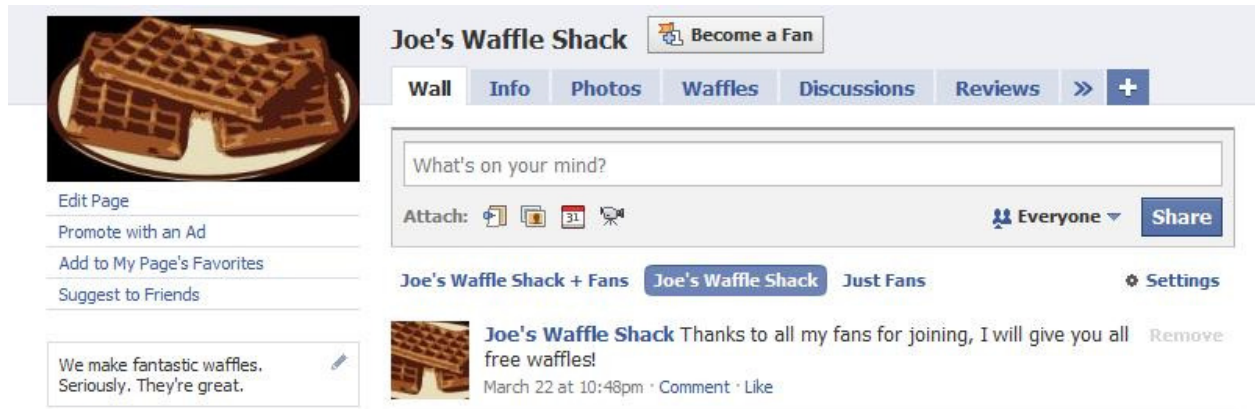 Joe's Waffle Shack Become a Fan
Wall Info Photos Waffles Discussions Reviews » +
What's on your mind?
Attach: 31 Everyone Share
Edit Page
Promote with an Ad
Add to My Page's Favorites
Suggest to Friends
We make fantastic waffles.
Seriously. They're great.
Joe's Waffle Shack + Fans Joe's Waffle Shack Just Fans Settings
Joe's Waffle Shack Thanks to all my fans for joining, I will give you all Remove
free waffles!
March 22 at 10:48pm · Comment · Like